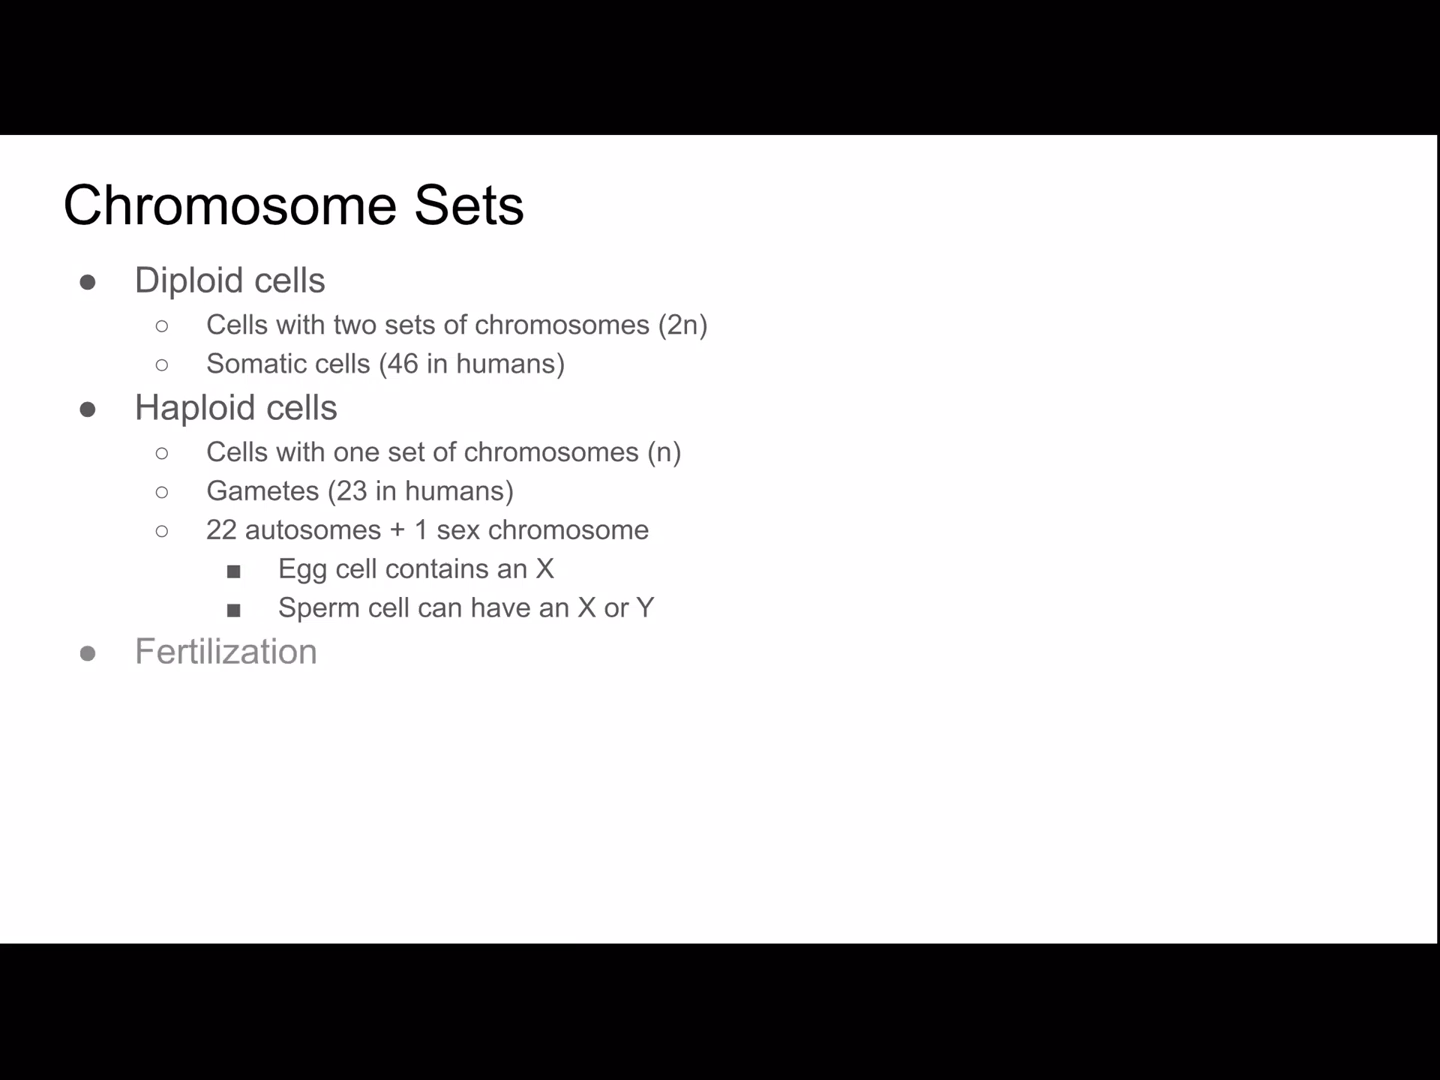 Chromosome Sets
● Diploid cells
○ Cells with two sets of chromosomes (2n)
○ Somatic cells (46 in humans)
● Haploid cells
○ Cells with one set of chromosomes (n)
○ Gametes (23 in humans)
○ 22 autosomes + 1 sex chromosome
■ Egg cell contains an X
■ Sperm cell can have an X or Y
● Fertilization